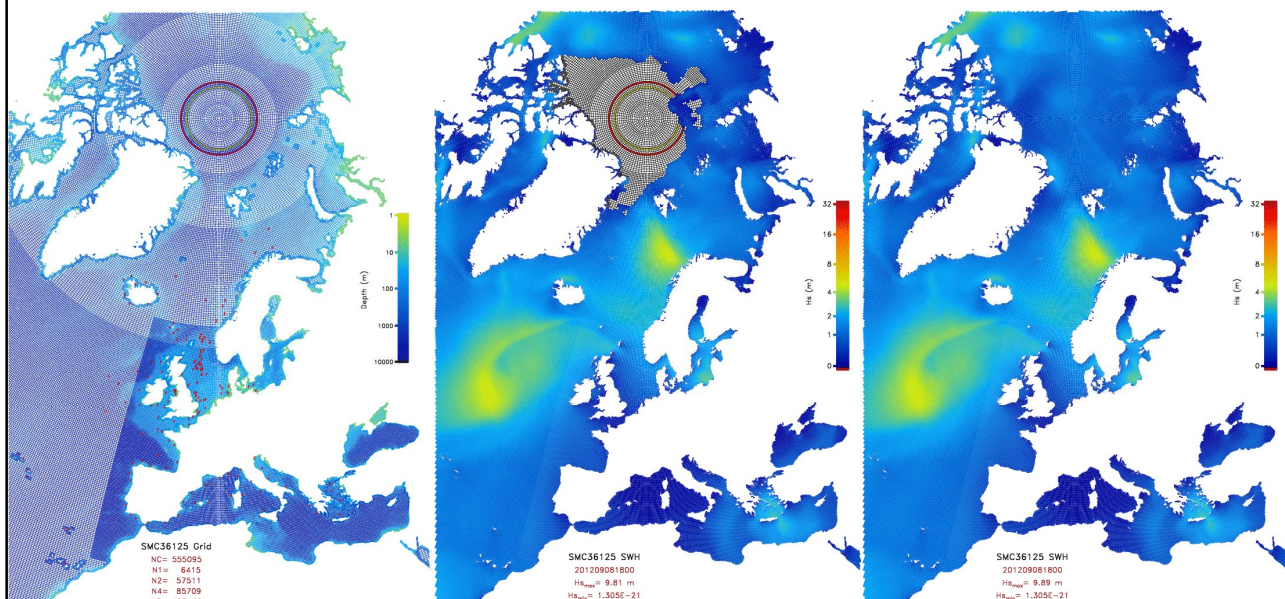 1
10
100
1000
10000
Depth (m)
SMC36125 Grid
NC= 555095
N1= 6415
N2= 57511
N4= 85709
32
16
8
4
2
1
0
Hs (m)
SMC36125 SWH
201209081800
Hsmax= 9.81 m
Hsmin= 1.305E-21
32
16
8
4
2
1
0
Hs (m)
SMC36125 SWH
201209081800
Hsmax= 9.89 m
Hsmin= 1.305E-21